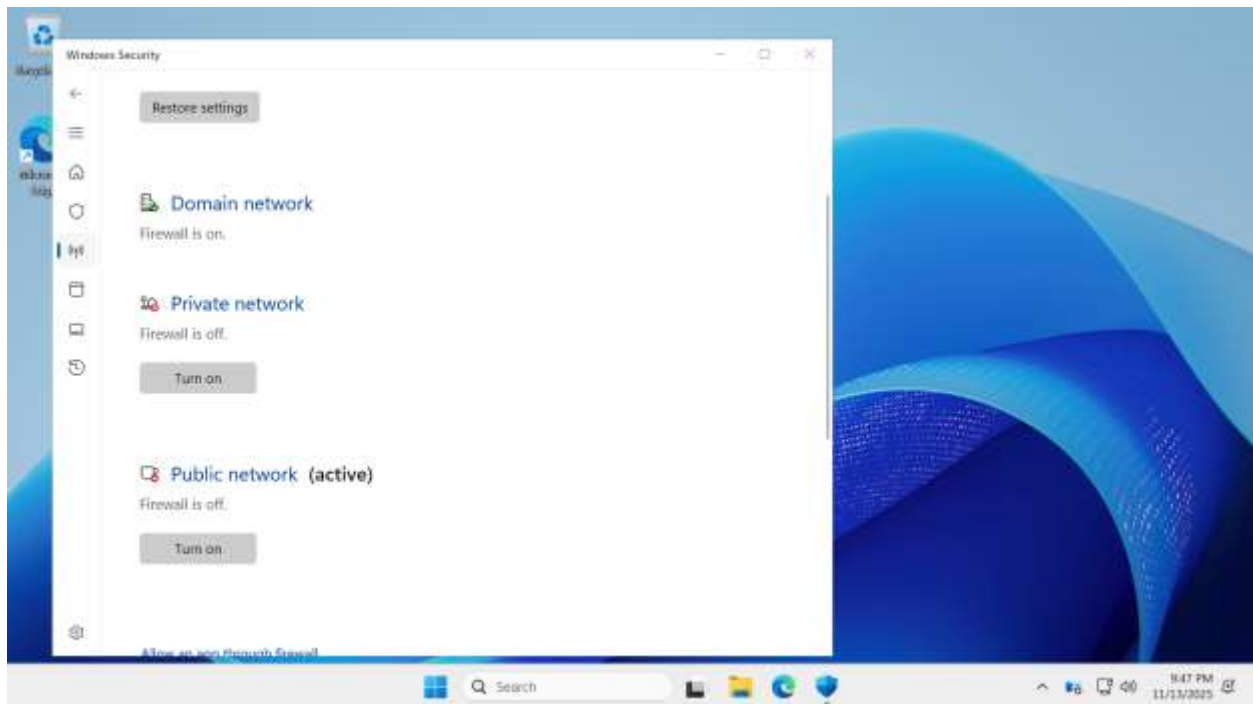 Windows Security
Restore settings
Domain network
Firewall is on.
Private network
Firewall is off.
Turn on
Public network (active)
Firewall is off.
Turn on
Allow an app through firewall
Search
9:47 PM
11/13/2025